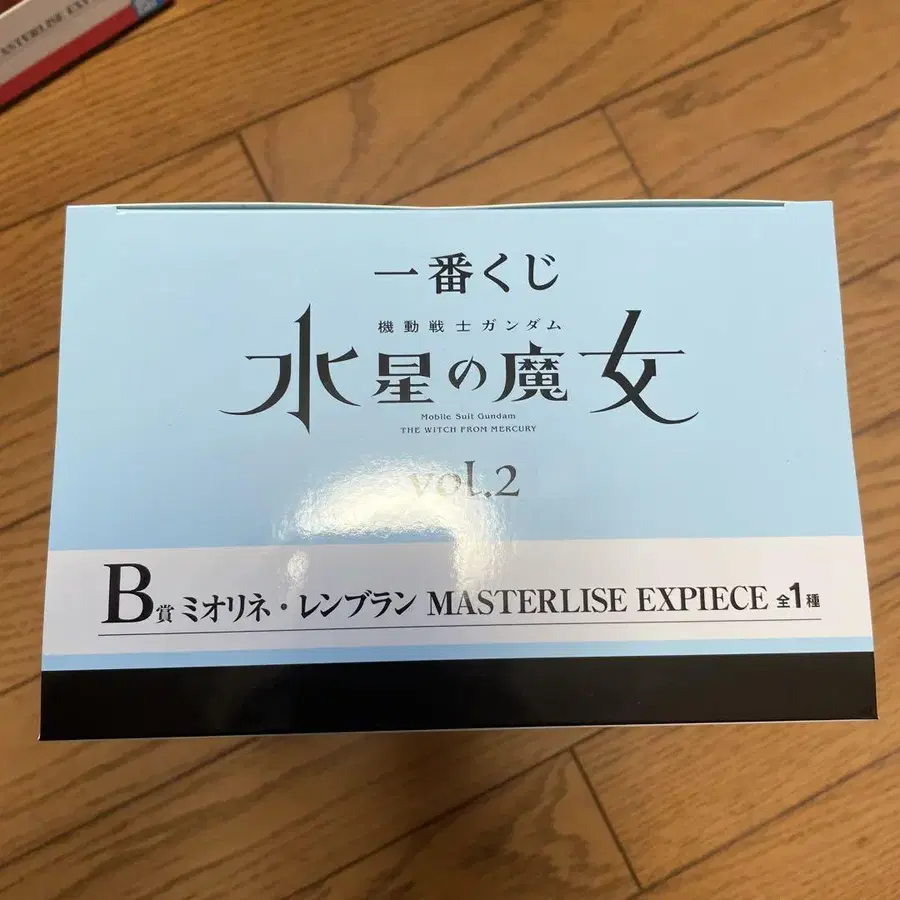 MASTERLISE EXP
一番くじ
機動戦士ガンダム
水星の魔女
Mobile Suit Gundam
THE WITCH FROM MERCURY
vol.2
B賞 ミオリネ・レンブラン MASTERLISE EXPIECE 全1種